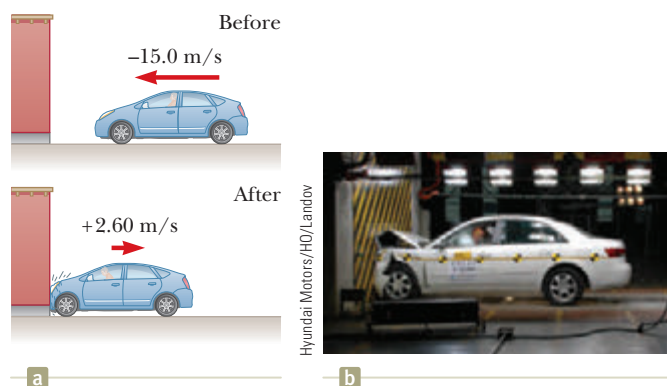 Before
–15.0 m/s
After
+2.60 m/s
Hyundai Motors/HO/Landov
a
b